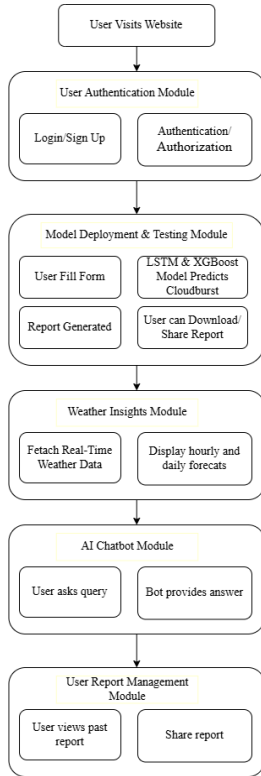 User Visits Website
User Authentication Module
Login/Sign Up
Authentication/
Authorization
Model Deployment & Testing Module
User Fill Form
LSTM & XGBoost
Model Predicts
Cloudburst
Report Generated
User can Download/
Share Report
Weather Insights Module
Fetach Real-Time
Weather Data
Display hourly and
daily forecats
AI Chatbot Module
User asks query
Bot provides answer
User Report Management
Module
User views past
report
Share report